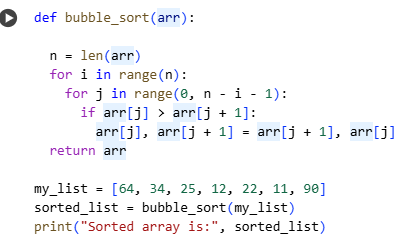 def bubble_sort(arr):

  n = len(arr)
  for i in range(n):
    for j in range(0, n - i - 1):
      if arr[j] > arr[j + 1]:
        arr[j], arr[j + 1] = arr[j + 1], arr[j]
  return arr

my_list = [64, 34, 25, 12, 22, 11, 90]
sorted_list = bubble_sort(my_list)
print("Sorted array is:", sorted_list)